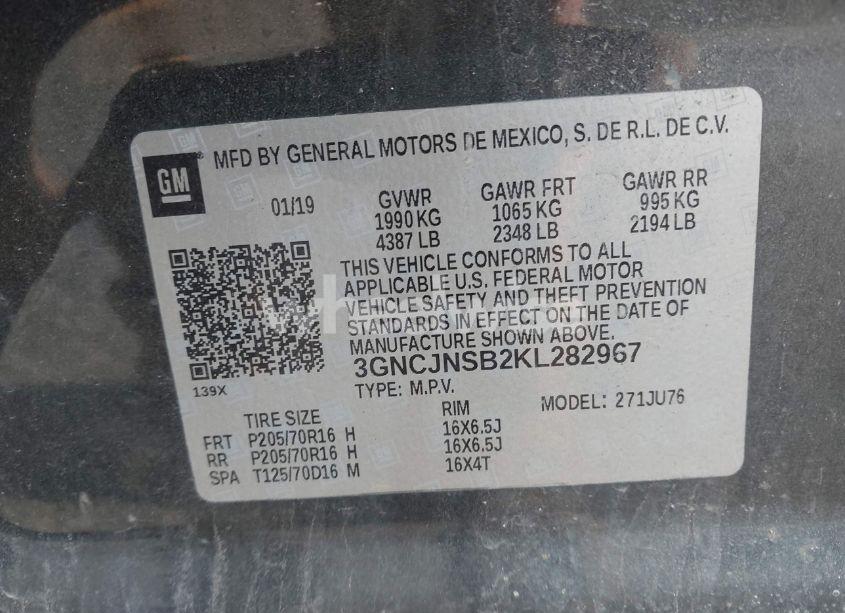 GM
MFD BY GENERAL MOTORS DE MEXICO, S. DE R.L. DE C.V.
01/19 GVWR GAWR FRT GAWR RR
1990 KG 1065 KG 995 KG
4387 LB 2348 LB 2194 LB
THIS VEHICLE CONFORMS TO ALL
APPLICABLE U.S. FEDERAL MOTOR
VEHICLE SAFETY AND THEFT PREVENTION
STANDARDS IN EFFECT ON THE DATE OF
MANUFACTURE SHOWN ABOVE.
3GNCJNSB2KL282967
139X
TYPE: M.P.V.
MODEL: 271JU76
TIRE SIZE RIM
FRT P205/70R16 H 16X6.5J
RR P205/70R16 H 16X6.5J
SPA T125/70D16 M 16X4T